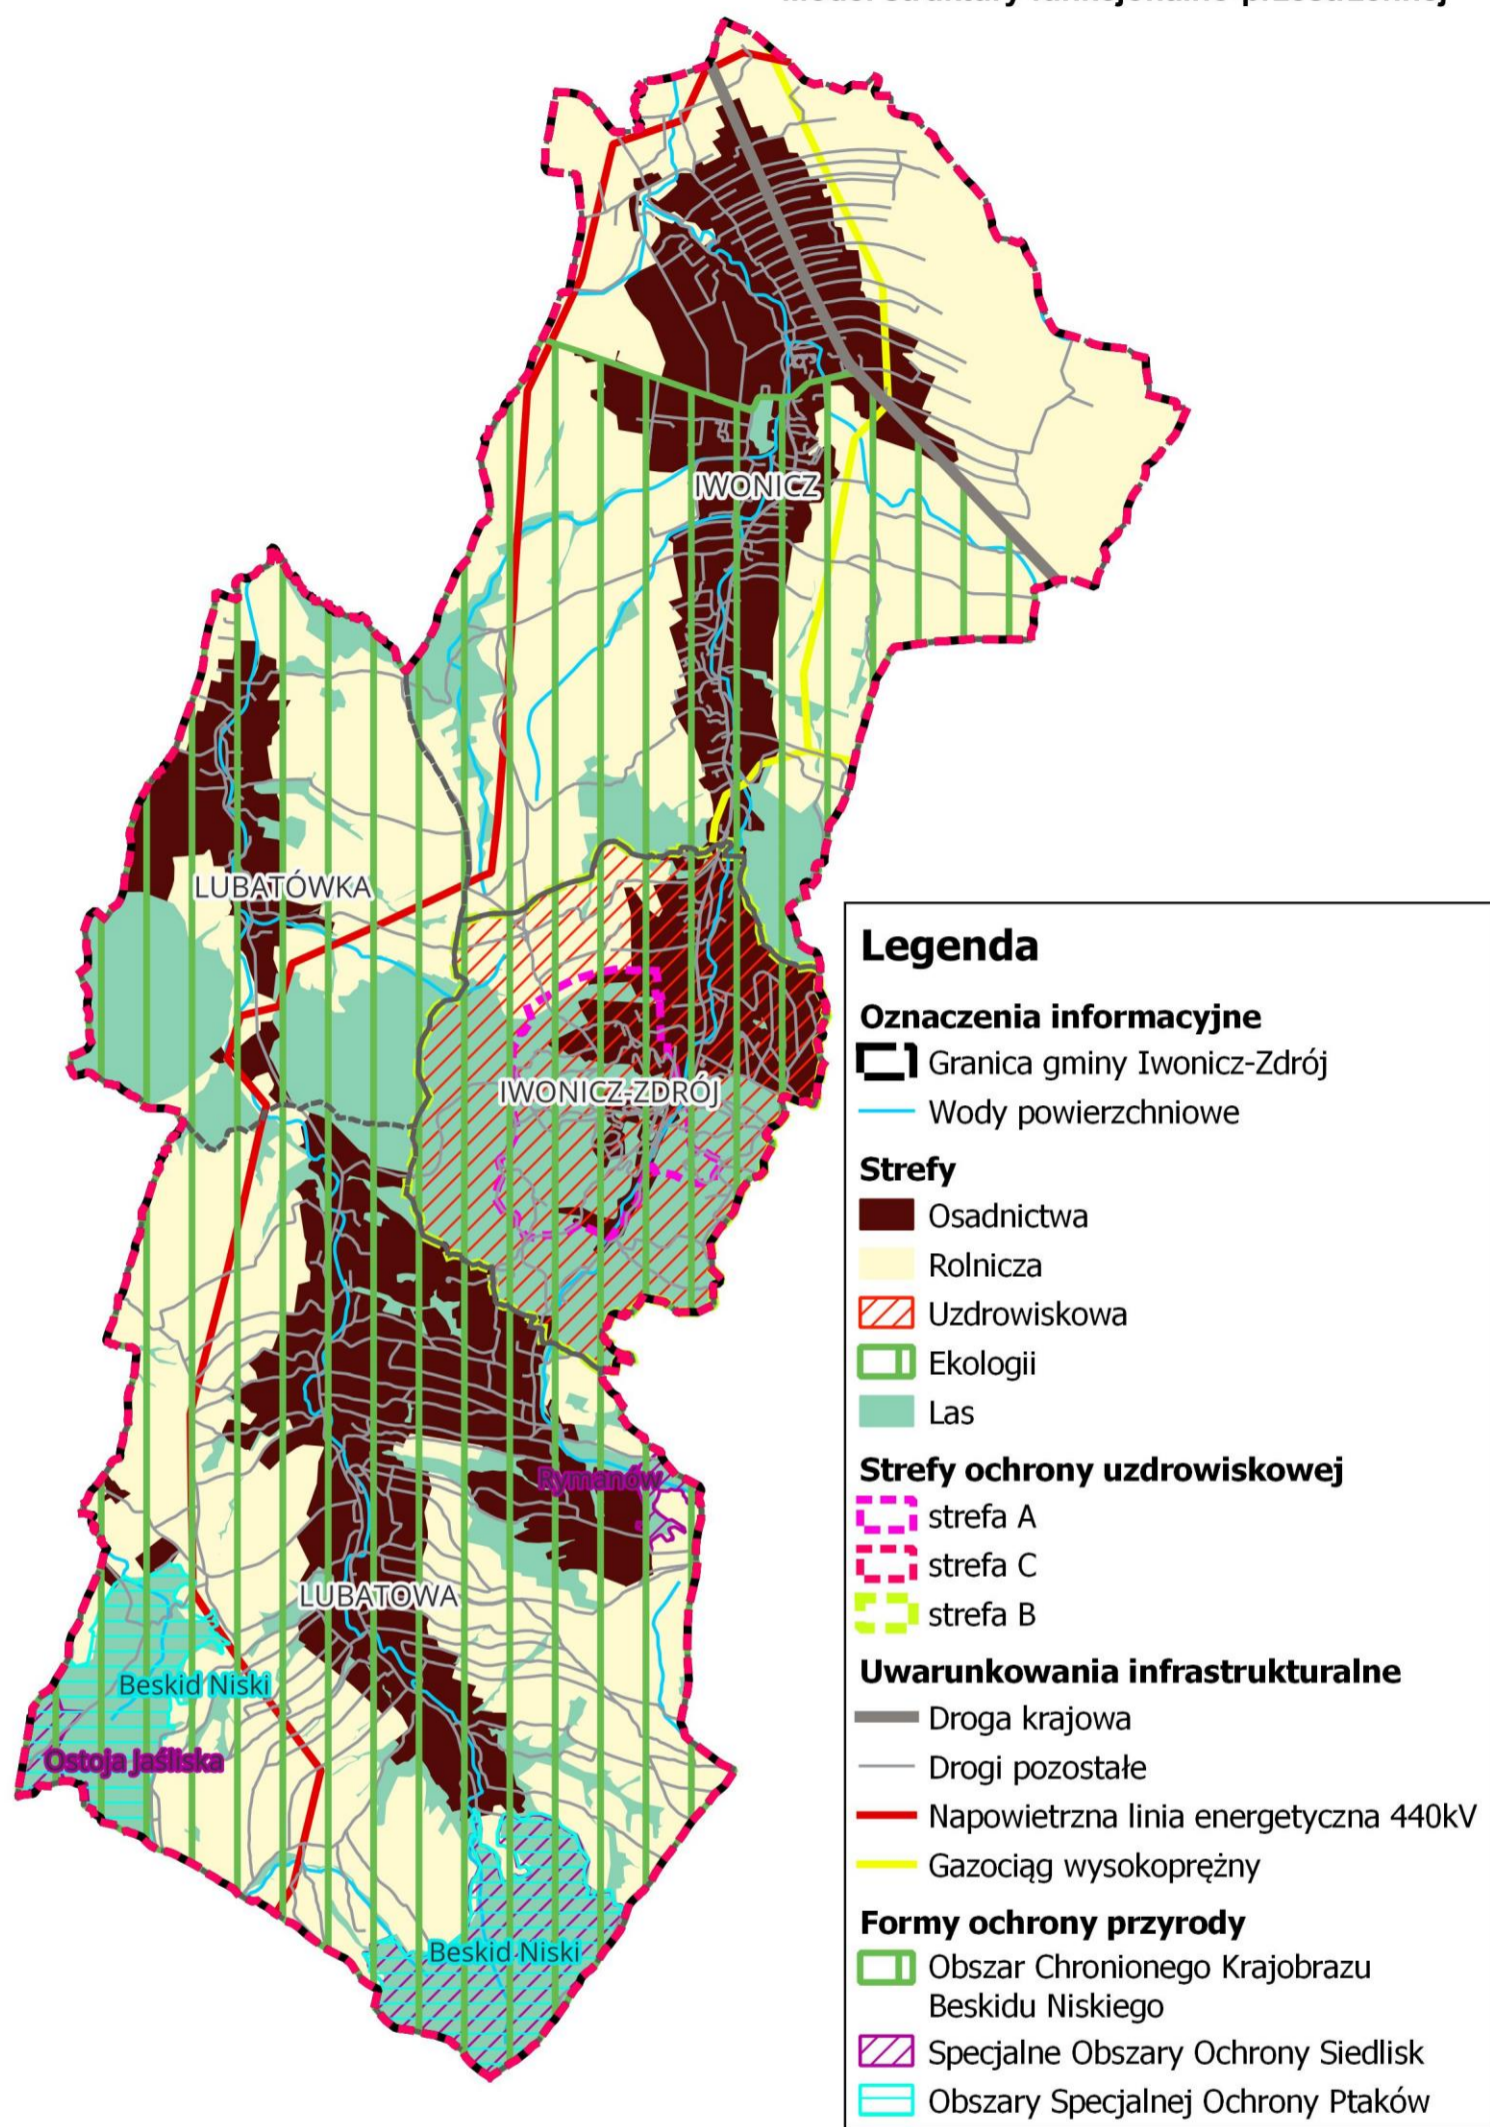 IWONICZ
LUBATÓWKA
IWONICZ-ZDRÓJ
Rymanów
LUBATOWA
Beskid Niski
Ostoja Jaśliska
Beskid Niski
Legenda
Oznaczenia informacyjne
Granica gminy Iwonicz-Zdrój
Wody powierzchniowe
Strefy
Osadnictwa
Rolnicza
Uzdrowiskowa
Ekologii
Las
Strefy ochrony uzdrowiskowej
strefa A
strefa C
strefa B
Uwarunkowania infrastrukturalne
Droga krajowa
Drogi pozostałe
Napowietrzna linia energetyczna 440kV
Gazociąg wysokoprężny
Formy ochrony przyrody
Obszar Chronionego Krajobrazu
Beskidu Niskiego
Specjalne Obszary Ochrony Siedlisk
Obszary Specjalnej Ochrony Ptaków